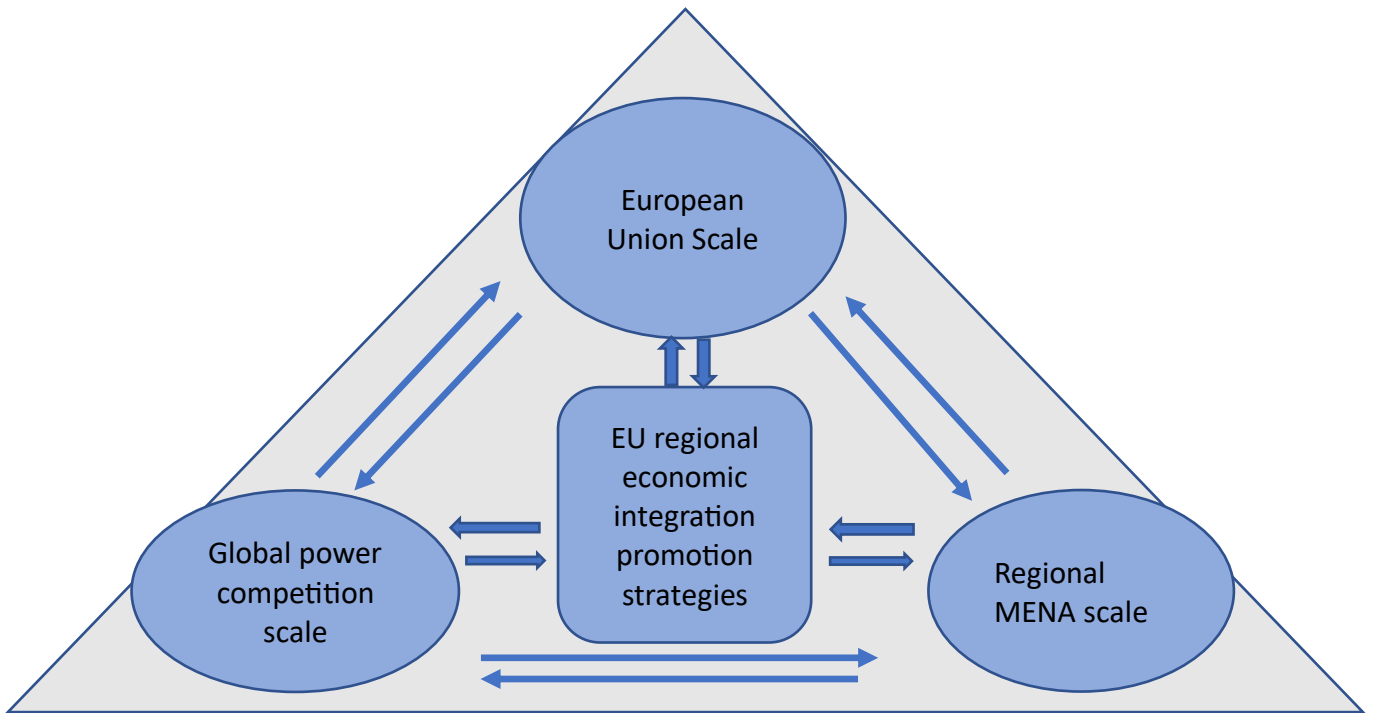 European
Union Scale
EU regional
economic
integration
promotion
strategies
Global power
competition
scale
Regional
MENA scale